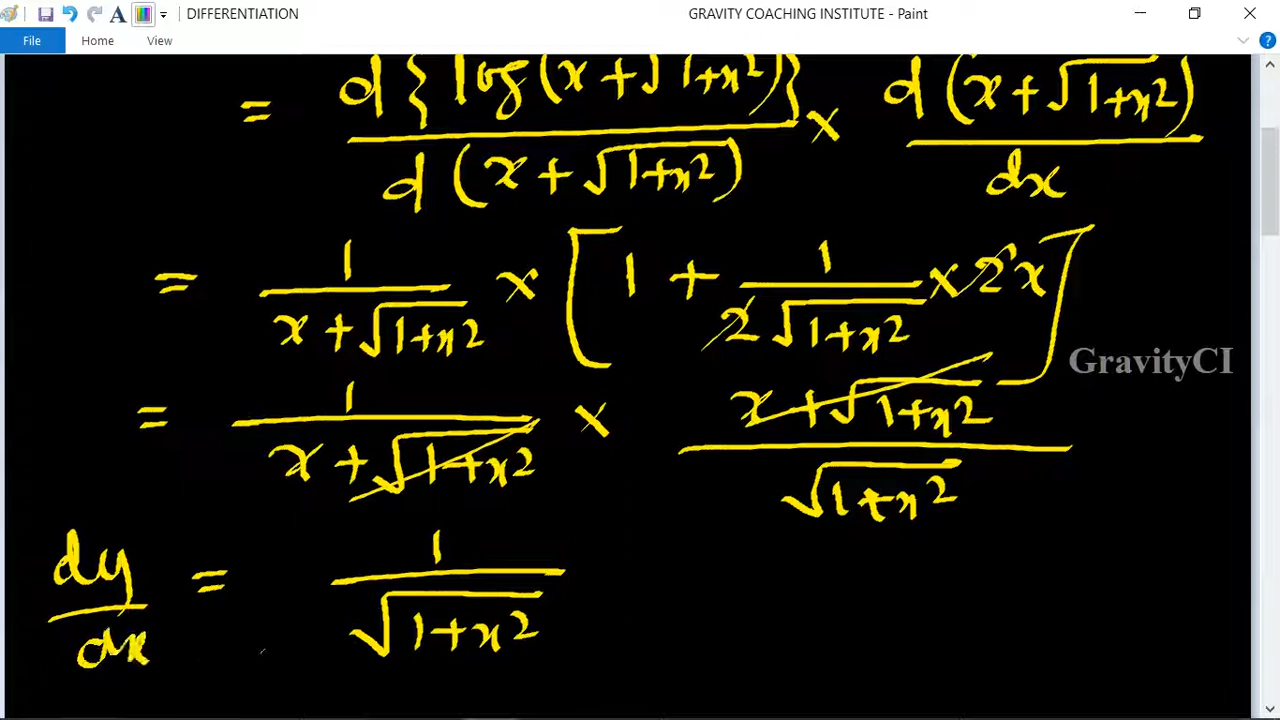 DIFFERENTIATION GRAVITY COACHING INSTITUTE - Paint
File Home View
= d{log(x+√1+x²)} / d(x+√1+x²) × d(x+√1+x²) / dx
= 1 / x+√1+x² × [1 + 1 / 2√1+x² × 2x]
GravityCI
= 1 / x+√1+x² × x+√1+x² / √1+x²
dy/dx = 1 / √1+x²